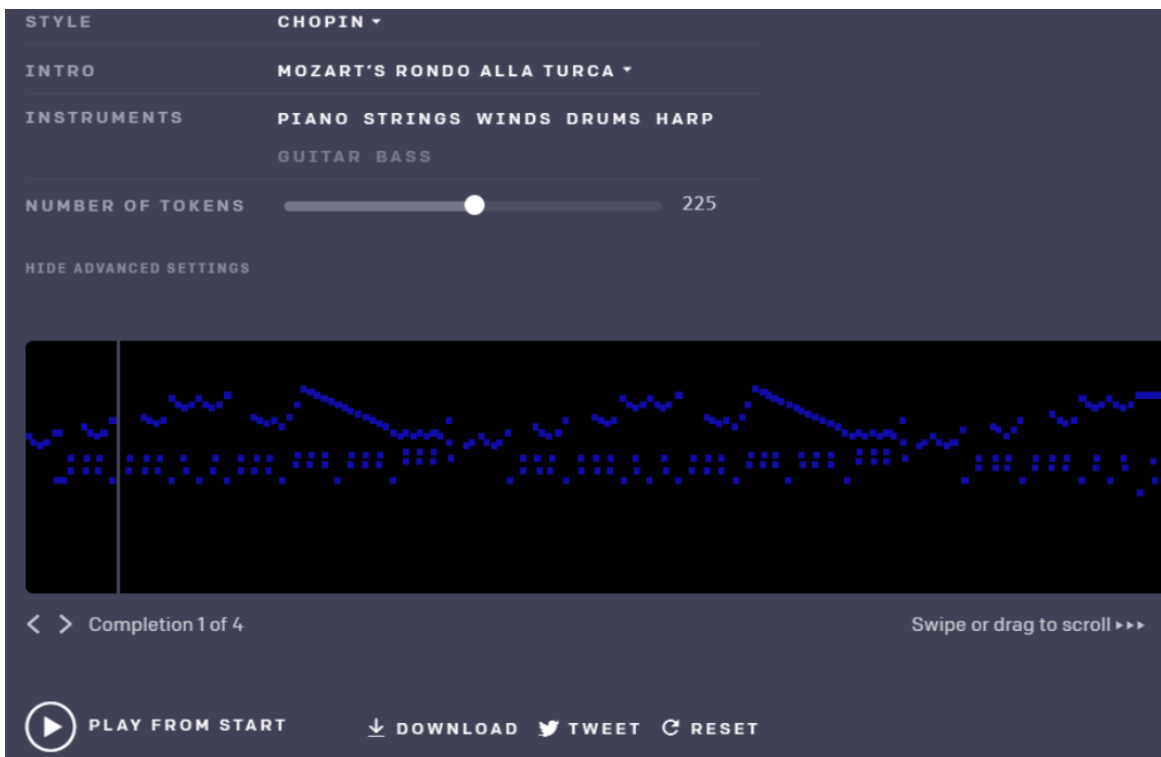 STYLE CHOPIN
INTRO MOZART'S RONDO ALLA TURCA
INSTRUMENTS PIANO STRINGS WINDS DRUMS HARP
GUITAR BASS
NUMBER OF TOKENS 225
HIDE ADVANCED SETTINGS
Completion 1 of 4 Swipe or drag to scroll
PLAY FROM START DOWNLOAD TWEET RESET